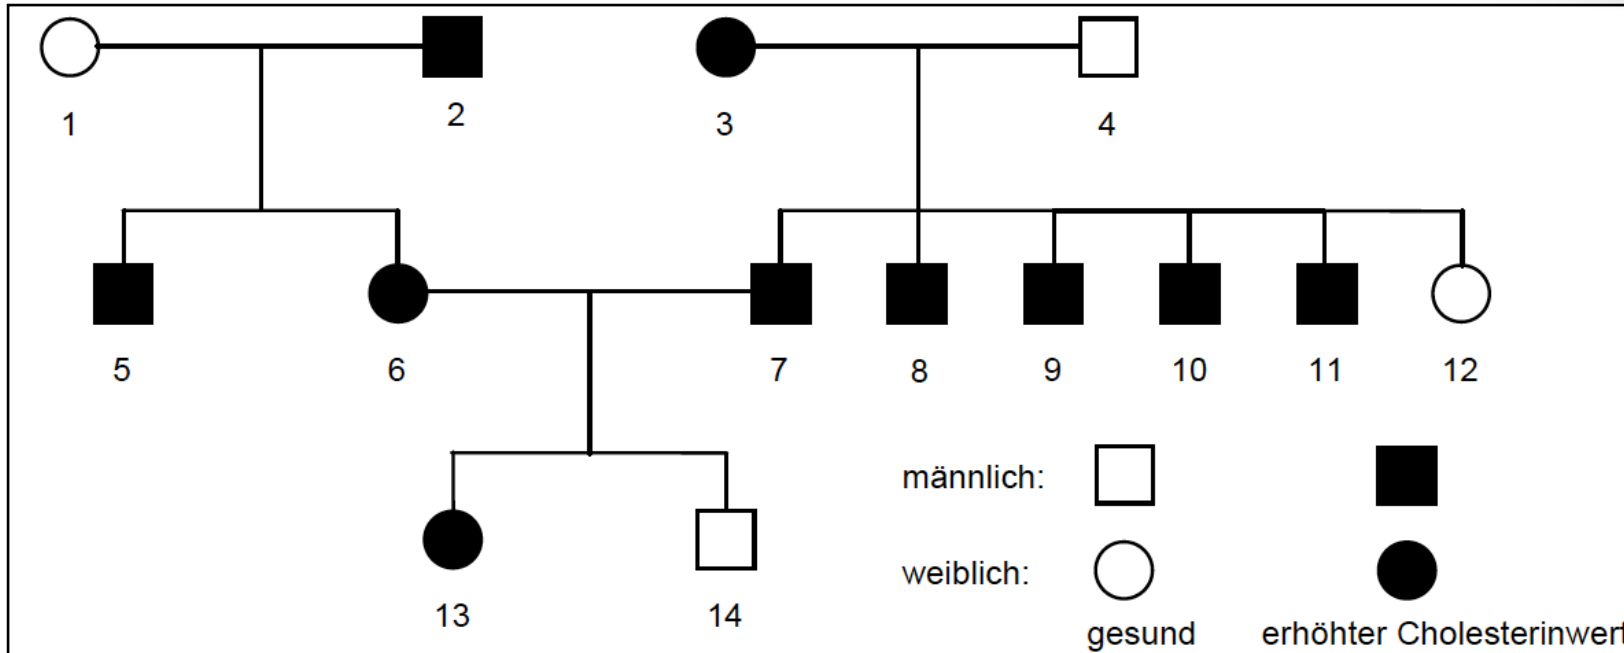 1 2 3 4
5 6 7 8 9 10 11 12
männlich:
weiblich:
13 14
gesund erhöhter Cholesterinwert